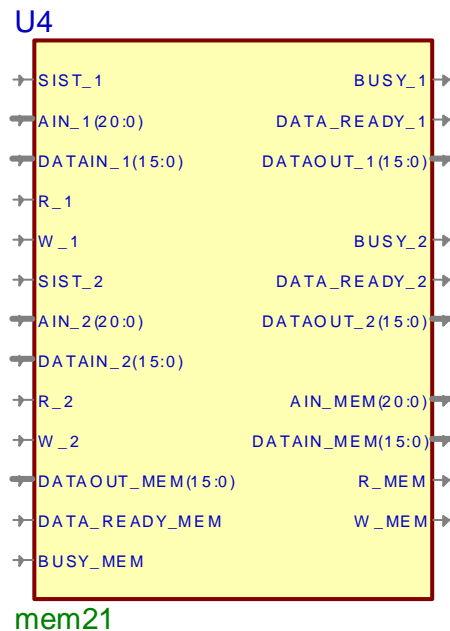 U4
SIST_1 BUSY_1
AIN_1(20:0) DATA_READY_1
DATAIN_1(15:0) DATAOUT_1(15:0)
R_1
W_1 BUSY_2
SIST_2 DATA_READY_2
AIN_2(20:0) DATAOUT_2(15:0)
DATAIN_2(15:0)
R_2 AIN_MEM(20:0)
W_2 DATAIN_MEM(15:0)
DATAOUT_MEM(15:0) R_MEM
DATA_READY_MEM W_MEM
BUSY_MEM
mem21